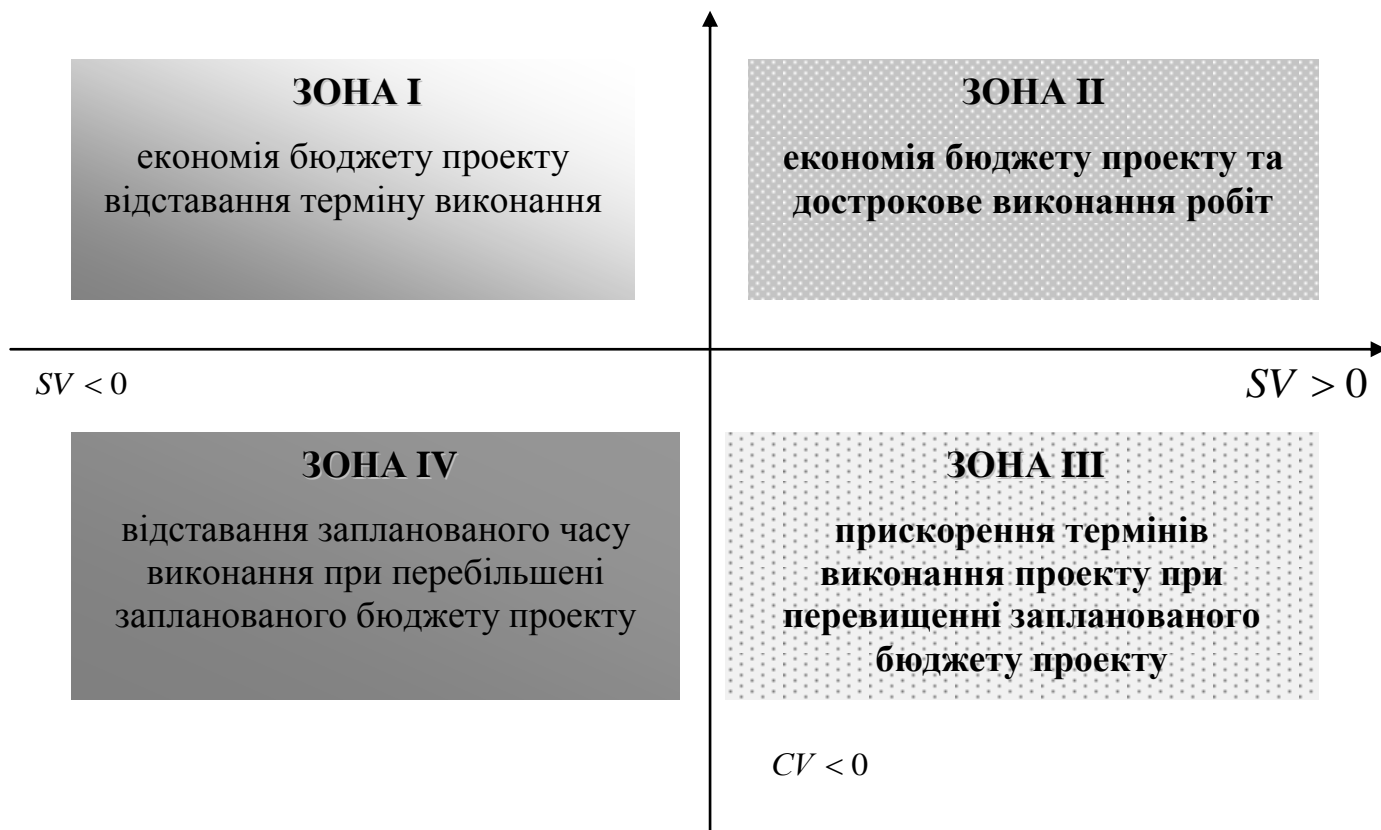 ЗОНА I
економія бюджету проекту
відставання терміну виконання
ЗОНА II
економія бюджету проекту та
дострокове виконання робіт
SV < 0
SV > 0
ЗОНА IV
відставання запланованого часу
виконання при перебільшені
запланованого бюджету проекту
ЗОНА III
прискорення термінів
виконання проекту при
перевищенні запланованого
бюджету проекту
CV < 0